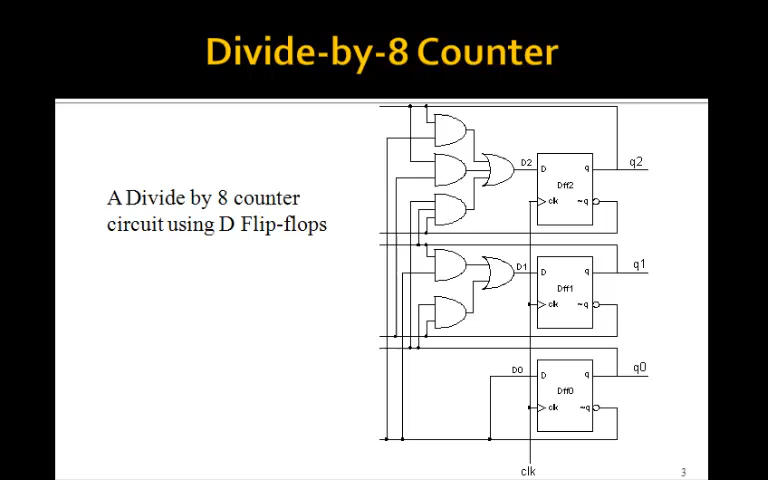 Divide-by-8 Counter
A Divide by 8 counter
circuit using D Flip-flops
D2
D
q
q2
Dff2
clk
~q
D1
D
q
q1
Dff1
clk
~q
D0
D
q
q0
Dff0
clk
~q
clk
3